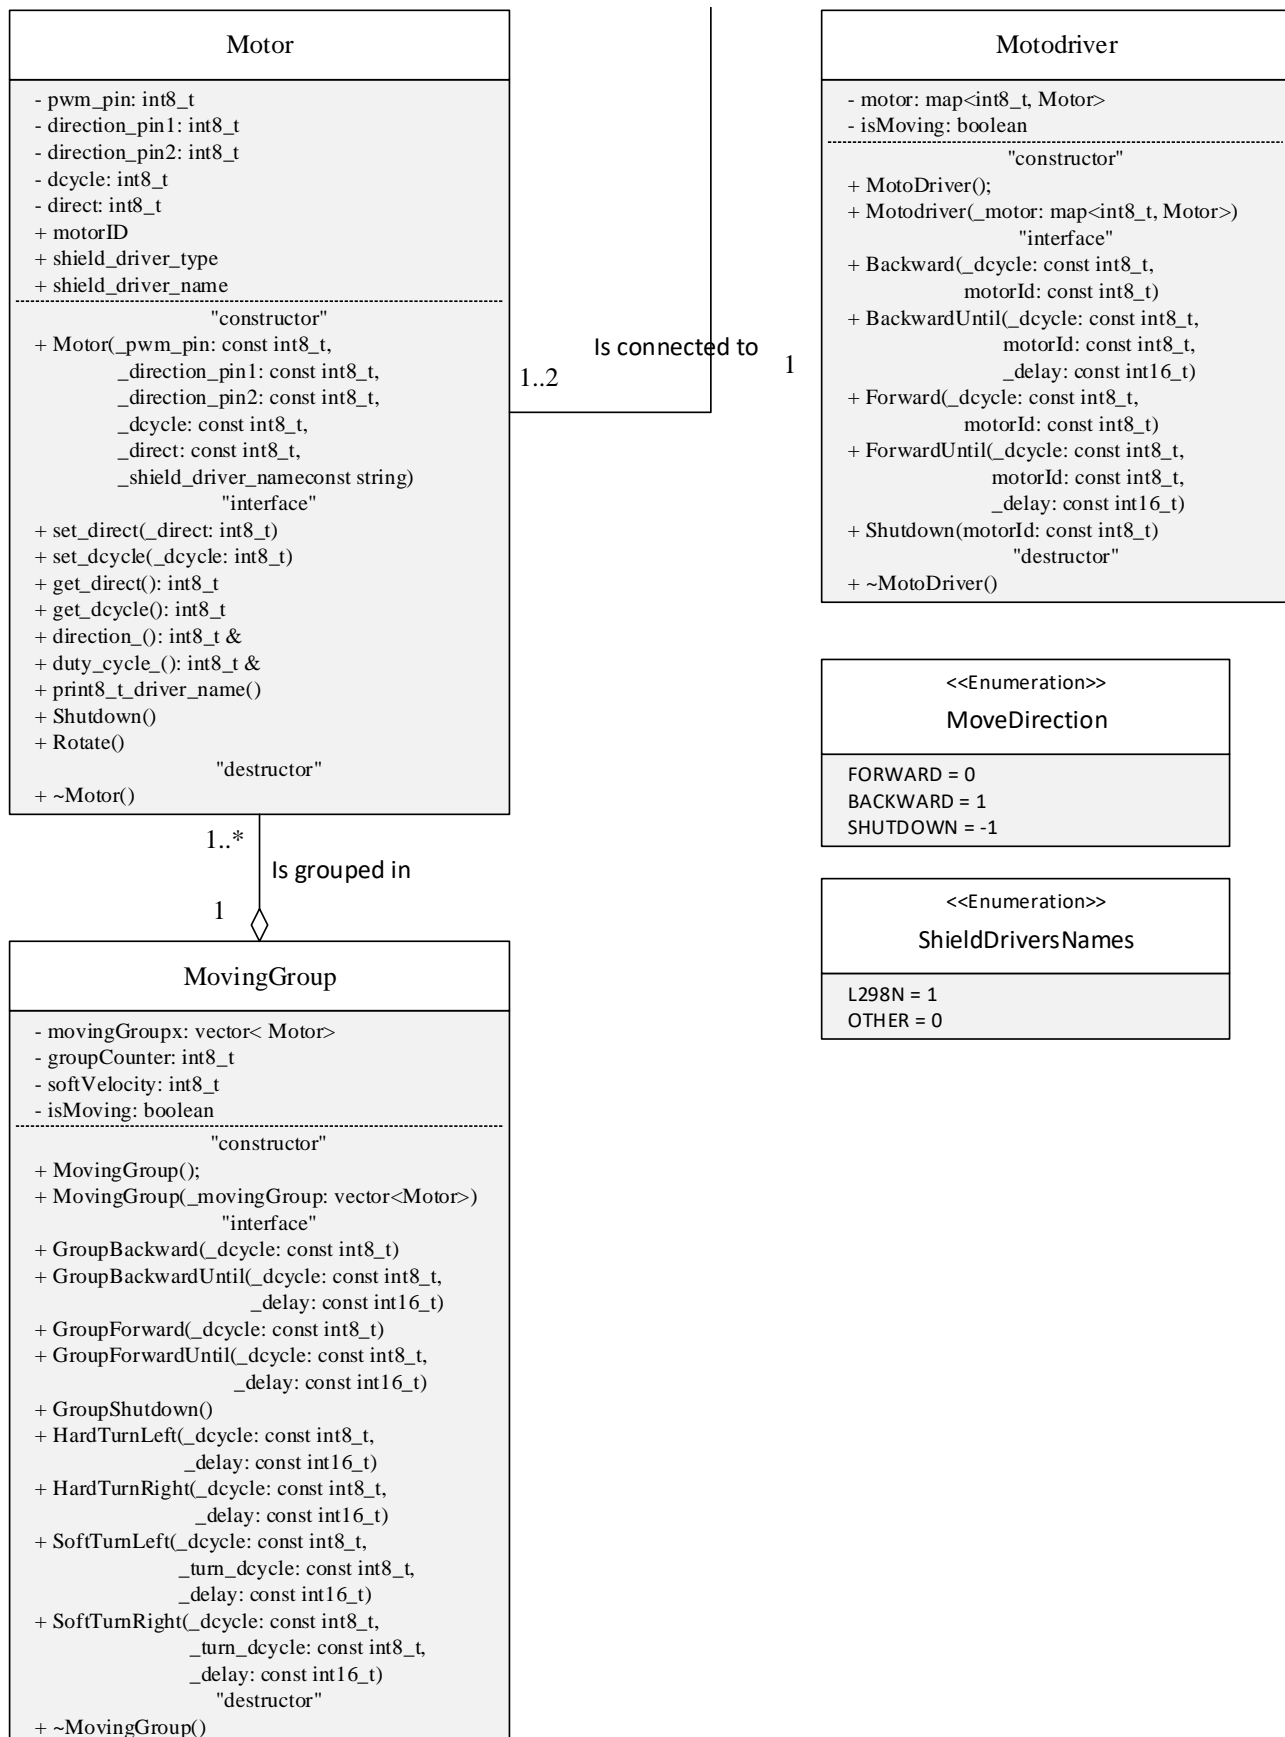 Motor
- pwm_pin: int8_t
- direction_pin1: int8_t
- direction_pin2: int8_t
- dcycle: int8_t
- direct: int8_t
+ motorID
+ shield_driver_type
+ shield_driver_name
"constructor"
+ Motor(_pwm_pin: const int8_t,
_direction_pin1: const int8_t,
_direction_pin2: const int8_t,
_dcycle: const int8_t,
_direct: const int8_t,
_shield_driver_nameconst string)
"interface"
+ set_direct(_direct: int8_t)
+ set_dcycle(_dcycle: int8_t)
+ get_direct(): int8_t
+ get_dcycle(): int8_t
+ direction_(): int8_t &
+ duty_cycle_(): int8_t &
+ print8_t_driver_name()
+ Shutdown()
+ Rotate()
"destructor"
+ ~Motor()
1..2
Is connected to
1
Motodriver
- motor: map<int8_t, Motor>
- isMoving: boolean
"constructor"
+ MotoDriver();
+ Motodriver(_motor: map<int8_t, Motor>)
"interface"
+ Backward(_dcycle: const int8_t,
motorId: const int8_t)
+ BackwardUntil(_dcycle: const int8_t,
motorId: const int8_t,
_delay: const int16_t)
+ Forward(_dcycle: const int8_t,
motorId: const int8_t)
+ ForwardUntil(_dcycle: const int8_t,
motorId: const int8_t,
_delay: const int16_t)
+ Shutdown(motorId: const int8_t)
"destructor"
+ ~MotoDriver()
<<Enumeration>>
MoveDirection
FORWARD = 0
BACKWARD = 1
SHUTDOWN = -1
<<Enumeration>>
ShieldDriversNames
L298N = 1
OTHER = 0
1..*
Is grouped in
1
MovingGroup
- movingGroupx: vector< Motor>
- groupCounter: int8_t
- softVelocity: int8_t
- isMoving: boolean
"constructor"
+ MovingGroup();
+ MovingGroup(_movingGroup: vector<Motor>)
"interface"
+ GroupBackward(_dcycle: const int8_t)
+ GroupBackwardUntil(_dcycle: const int8_t,
_delay: const int16_t)
+ GroupForward(_dcycle: const int8_t)
+ GroupForwardUntil(_dcycle: const int8_t,
_delay: const int16_t)
+ GroupShutdown()
+ HardTurnLeft(_dcycle: const int8_t,
_delay: const int16_t)
+ HardTurnRight(_dcycle: const int8_t,
_delay: const int16_t)
+ SoftTurnLeft(_dcycle: const int8_t,
_turn_dcycle: const int8_t,
_delay: const int16_t)
+ SoftTurnRight(_dcycle: const int8_t,
_turn_dcycle: const int8_t,
_delay: const int16_t)
"destructor"
+ ~MovingGroup()